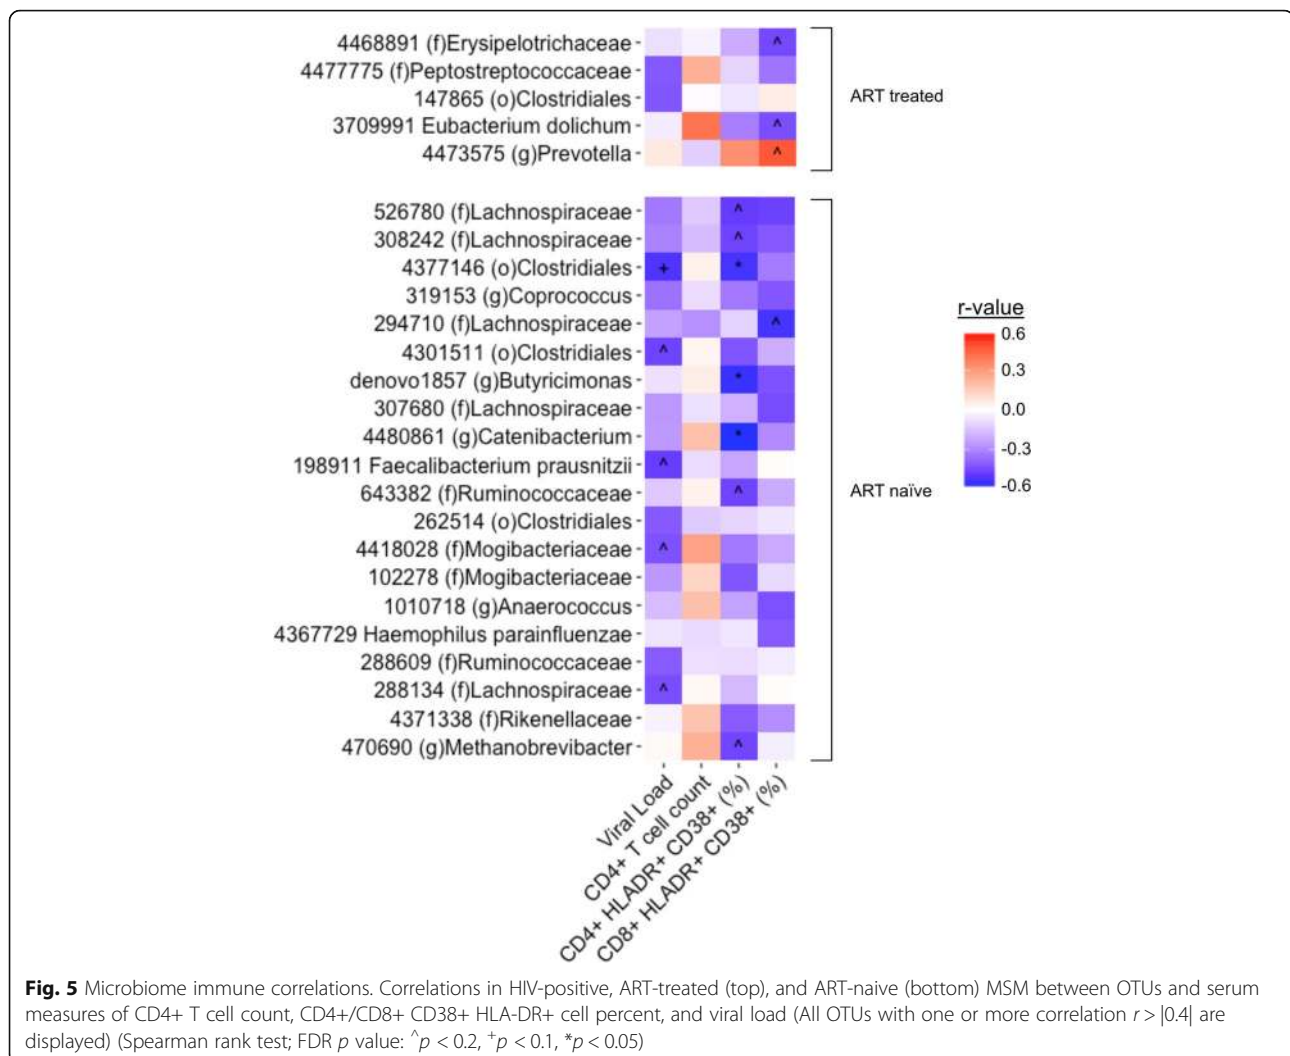 4468891 (f)Erysipelotrichaceae ^
4477775 (f)Peptostreptococcaceae
147865 (o)Clostridiales
3709991 Eubacterium dolichum ^
4473575 (g)Prevotella ^
ART treated
526780 (f)Lachnospiraceae ^
308242 (f)Lachnospiraceae ^
4377146 (o)Clostridiales + *
319153 (g)Coprococcus
294710 (f)Lachnospiraceae ^
4301511 (o)Clostridiales ^
denovo1857 (g)Butyricimonas *
307680 (f)Lachnospiraceae
4480861 (g)Catenibacterium *
198911 Faecalibacterium prausnitzii ^
643382 (f)Ruminococcaceae ^
262514 (o)Clostridiales
4418028 (f)Mogibacteriaceae ^
102278 (f)Mogibacteriaceae
1010718 (g)Anaerococcus
4367729 Haemophilus parainfluenzae
288609 (f)Ruminococcaceae
288134 (f)Lachnospiraceae ^
4371338 (f)Rikenellaceae
470690 (g)Methanobrevibacter ^
ART naïve
Viral Load
CD4+ T cell count
CD4+ HLADR+ CD38+ (%)
CD8+ HLADR+ CD38+ (%)
r-value
0.6
0.3
0.0
-0.3
-0.6
Fig. 5 Microbiome immune correlations. Correlations in HIV-positive, ART-treated (top), and ART-naive (bottom) MSM between OTUs and serum
measures of CD4+ T cell count, CD4+/CD8+ CD38+ HLA-DR+ cell percent, and viral load (All OTUs with one or more correlation r > |0.4| are
displayed) (Spearman rank test; FDR p value: ^p < 0.2, +p < 0.1, *p < 0.05)